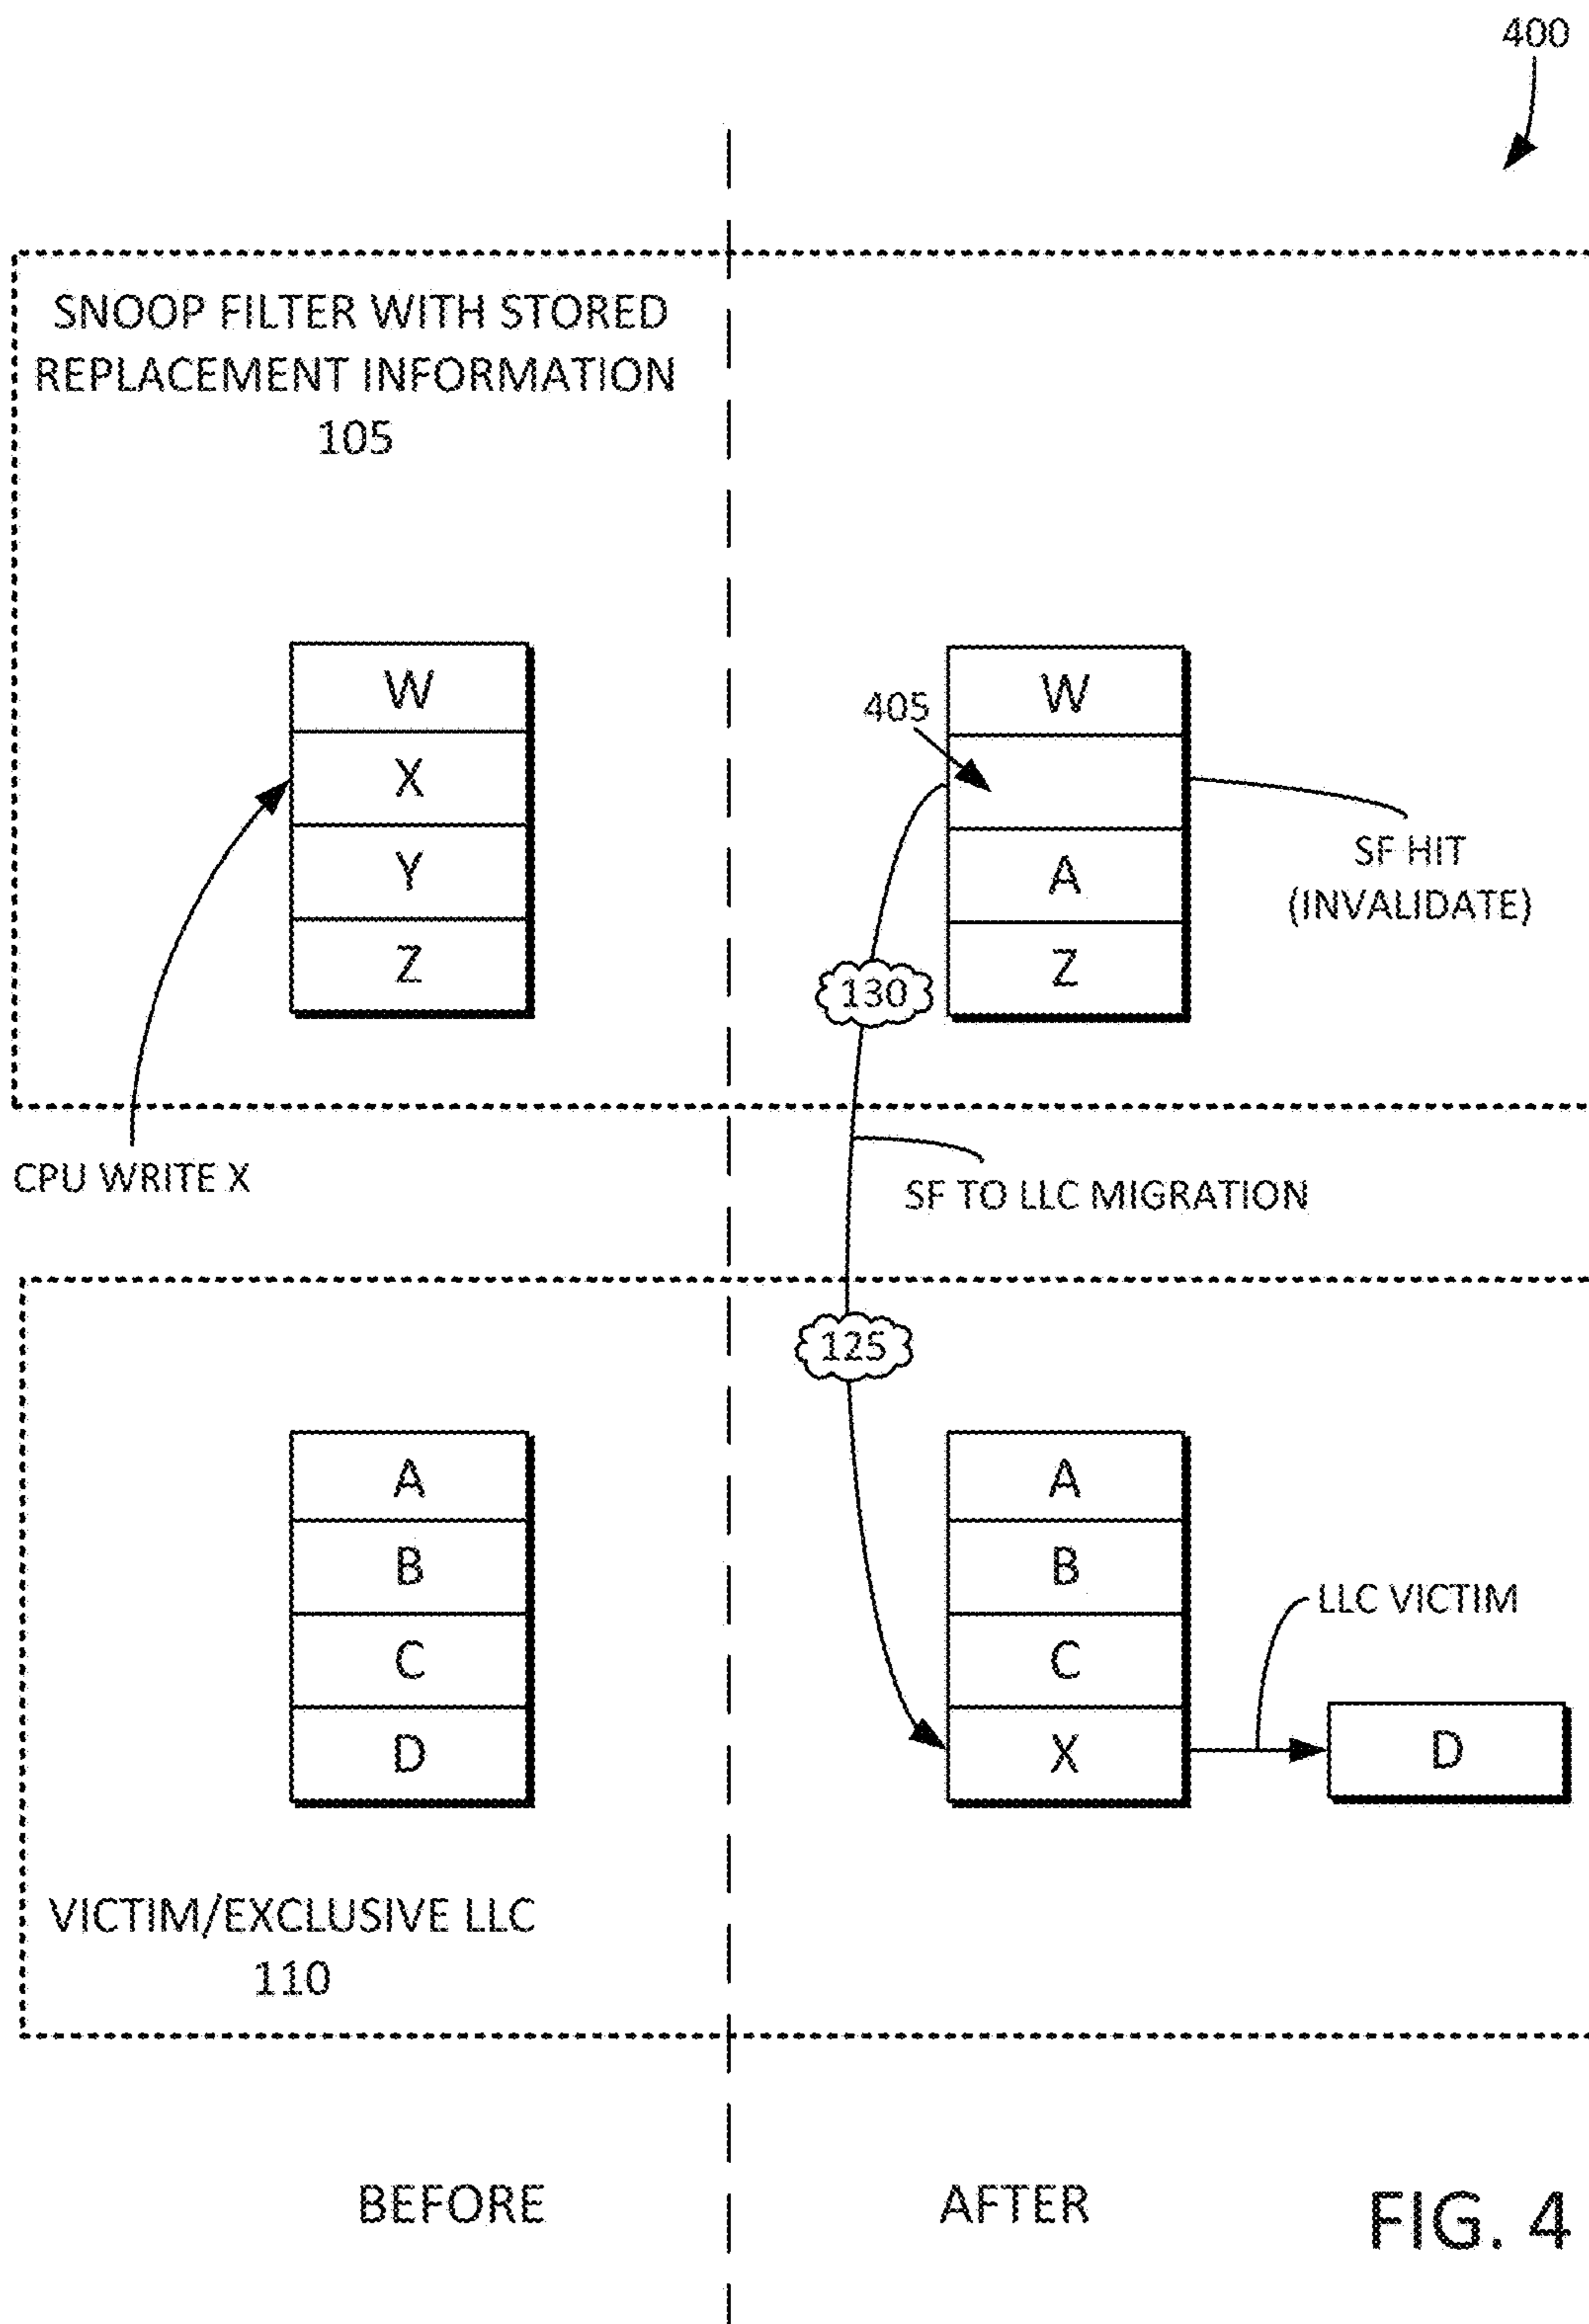 400
SNOOP FILTER WITH STORED
REPLACEMENT INFORMATION
105
W
X
Y
Z
CPU WRITE X
405
W
A
Z
SF HIT
(INVALIDATE)
130
SF TO LLC MIGRATION
125
A
B
C
D
VICTIM/EXCLUSIVE LLC
110
A
B
C
X
LLC VICTIM
D
BEFORE
AFTER
FIG. 4